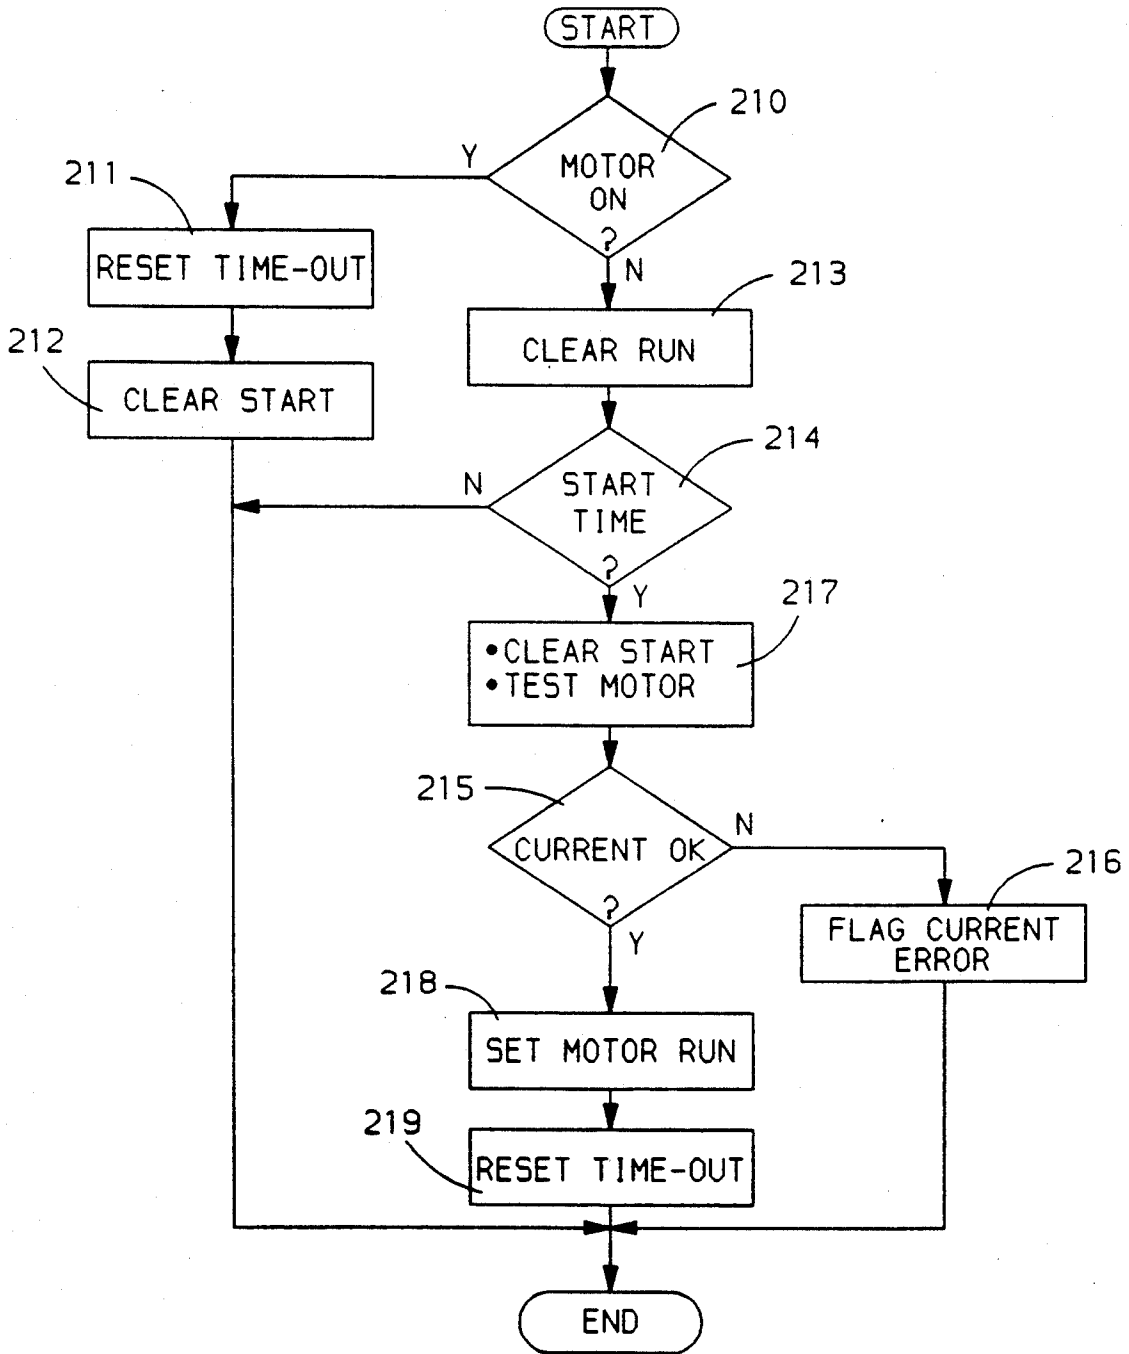 START
210
MOTOR
ON
?
Y
N
211
RESET TIME-OUT
213
CLEAR RUN
212
CLEAR START
214
START
TIME
?
N
Y
217
•CLEAR START
•TEST MOTOR
215
CURRENT OK
?
N
Y
216
FLAG CURRENT
ERROR
218
SET MOTOR RUN
219
RESET TIME-OUT
END